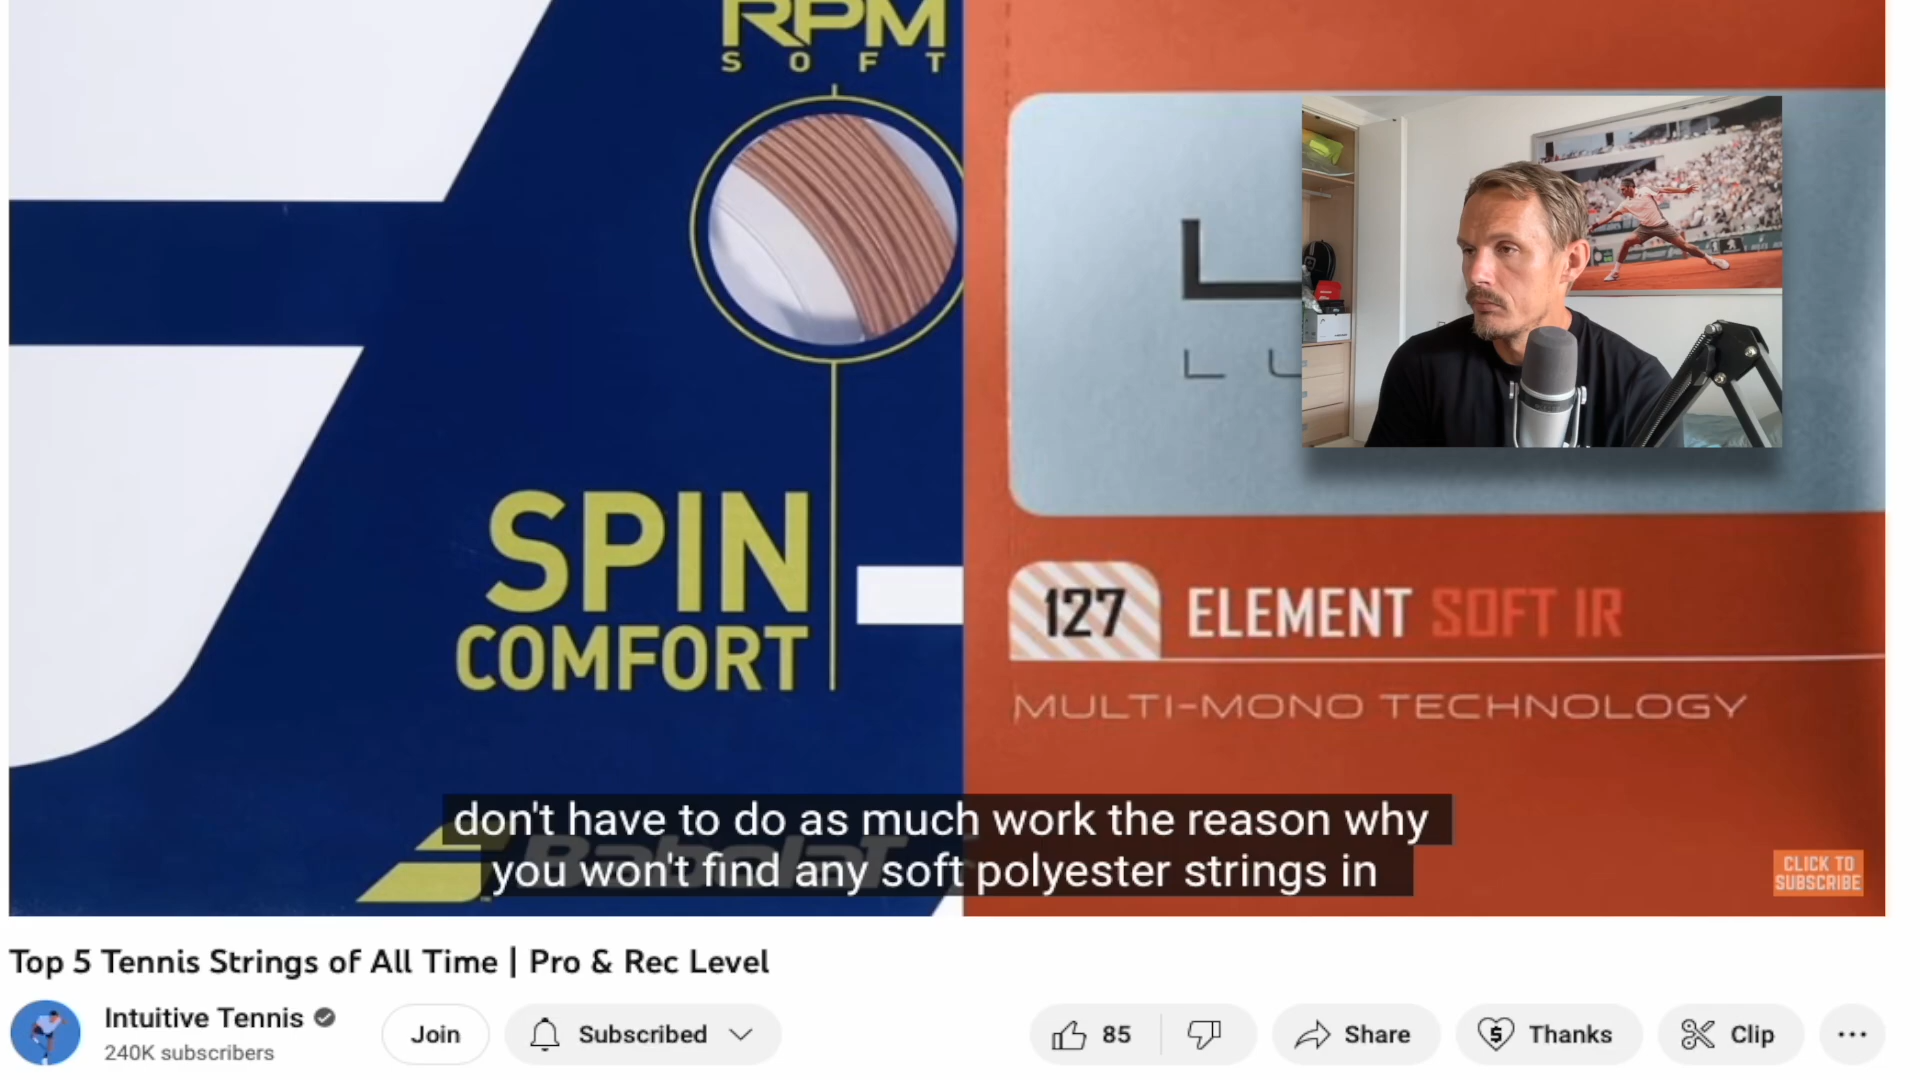 RPM
SOFT
SPIN
COMFORT
127 ELEMENT SOFT IR
MULTI-MONO TECHNOLOGY
don't have to do as much work the reason why
you won't find any soft polyester strings in
CLICK TO
SUBSCRIBE
Top 5 Tennis Strings of All Time | Pro & Rec Level
Intuitive Tennis
240K subscribers
Join
Subscribed
85
Share
Thanks
Clip